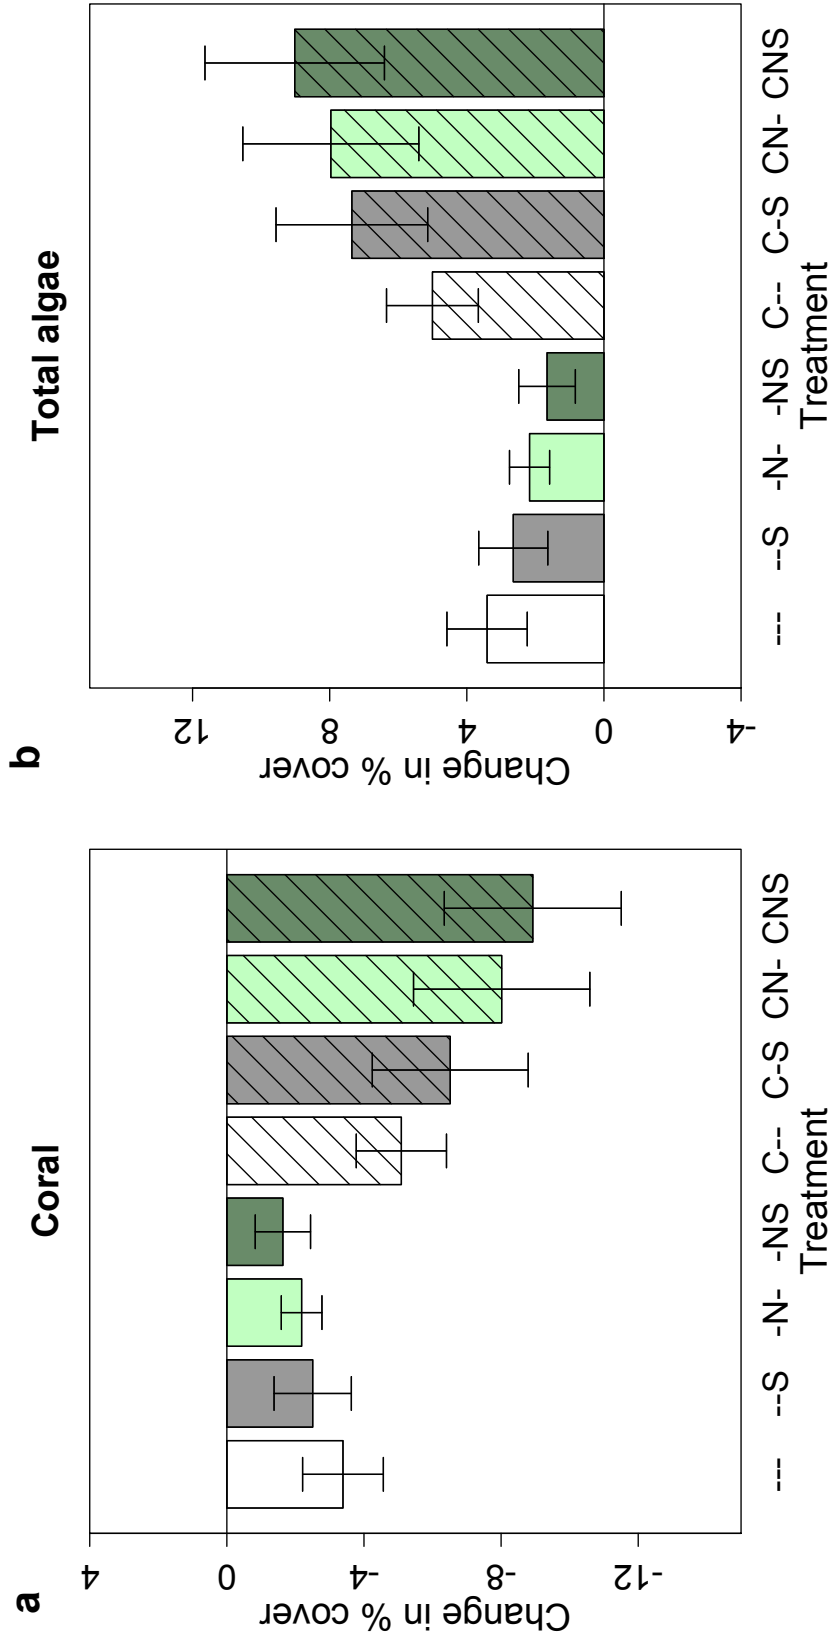 a
Coral
4
0
-4
-8
-12
Change in % cover
--- --S -N- -NS C-- C-S CN- CNS
Treatment
b
Total algae
12
8
4
0
-4
Change in % cover
--- --S -N- -NS C-- C-S CN- CNS
Treatment